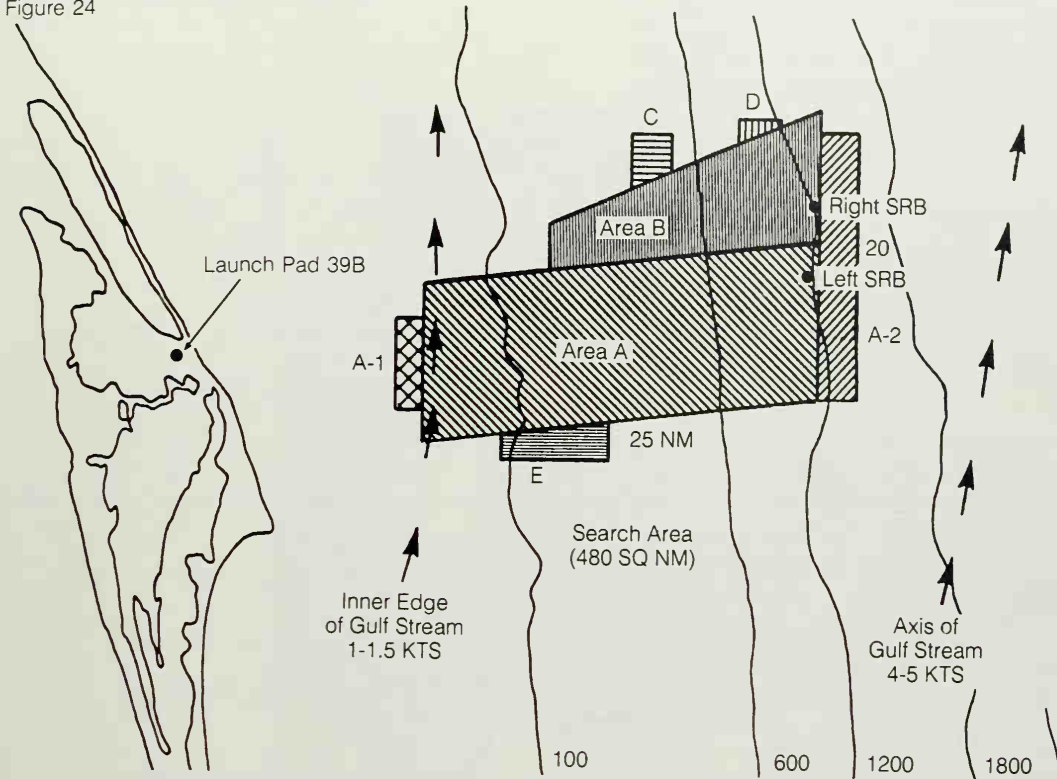 Figure 24
C
D
Right SRB
Area B
20
Launch Pad 39B
Left SRB
A-1
Area A
A-2
25 NM
E
Search Area
(480 SQ NM)
Inner Edge
of Gulf Stream
1-1.5 KTS
Axis of
Gulf Stream
4-5 KTS
100
600
1200
1800